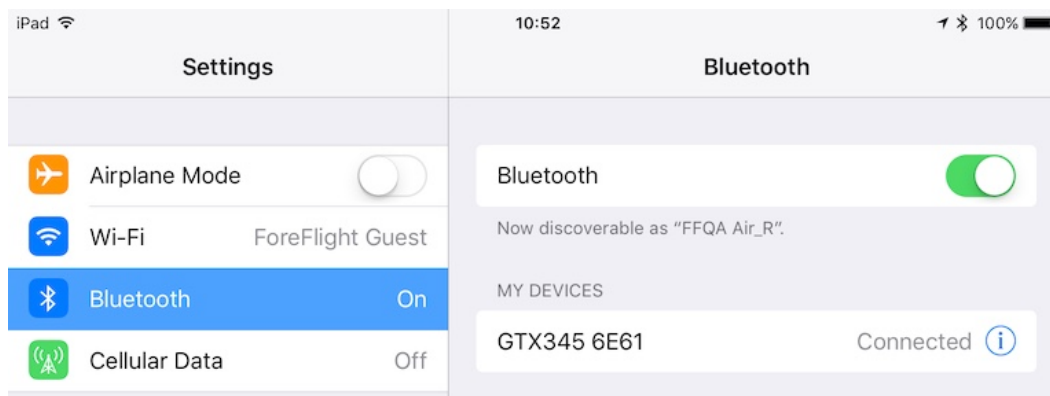 iPad 10:52 100%
Settings
Bluetooth
Airplane Mode
Wi-Fi ForeFlight Guest
Bluetooth On
Cellular Data Off
Bluetooth
Now discoverable as “FFQA Air_R”.
MY DEVICES
GTX345 6E61 Connected